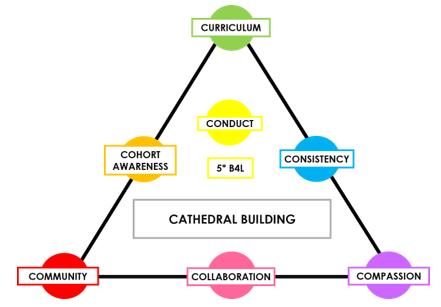 CURRICULUM
CONDUCT
COHORT
AWARENESS
CONSISTENCY
5* B4L
CATHEDRAL BUILDING
COMMUNITY
COLLABORATION
COMPASSION